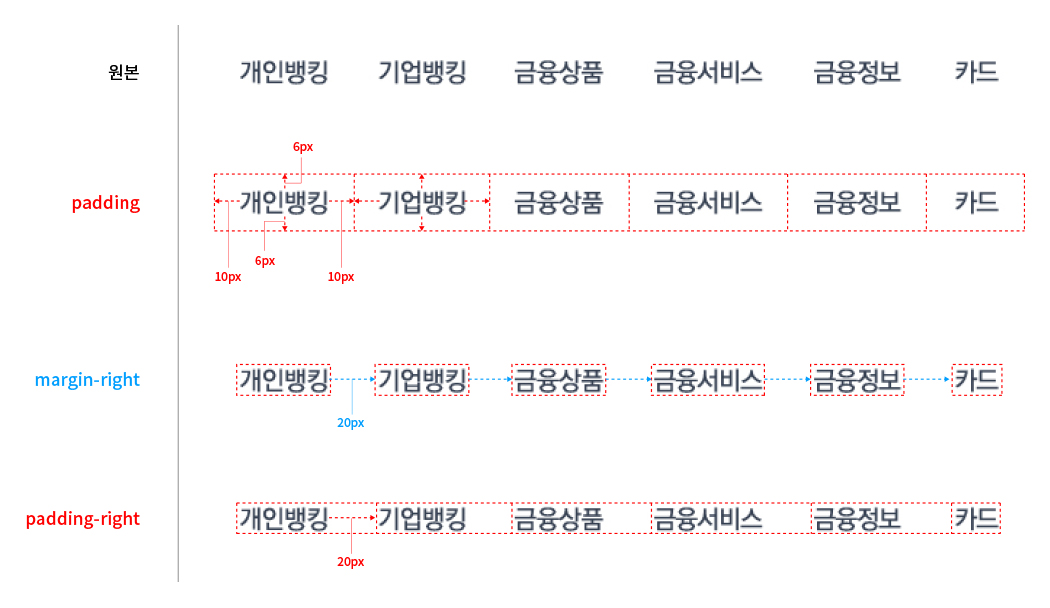 원본 개인뱅킹 기업뱅킹 금융상품 금융서비스 금융정보 카드
6px
padding 개인뱅킹 기업뱅킹 금융상품 금융서비스 금융정보 카드
6px
10px 10px
margin-right 개인뱅킹 기업뱅킹 금융상품 금융서비스 금융정보 카드
20px
padding-right 개인뱅킹 기업뱅킹 금융상품 금융서비스 금융정보 카드
20px